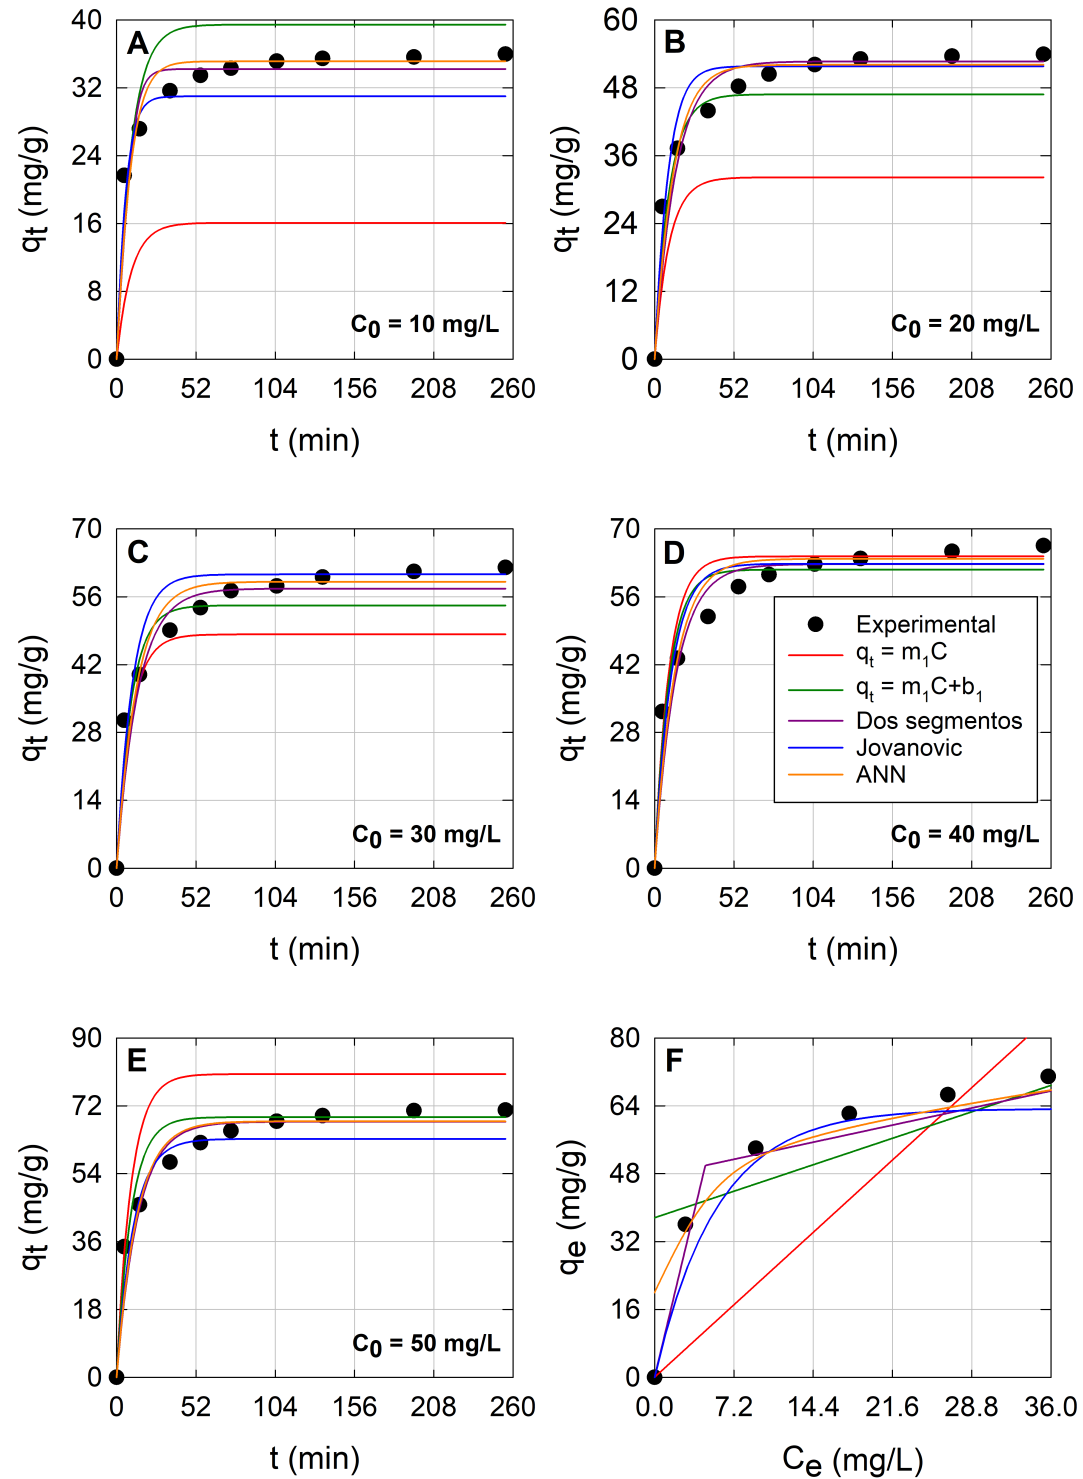 A
qt (mg/g)
40
32
24
16
8
0
C0 = 10 mg/L
0 52 104 156 208 260
t (min)
B
qt (mg/g)
60
48
36
24
12
0
C0 = 20 mg/L
0 52 104 156 208 260
t (min)
C
qt (mg/g)
70
56
42
28
14
0
C0 = 30 mg/L
0 52 104 156 208 260
t (min)
D
qt (mg/g)
70
56
42
28
14
0
Experimental
qt = m1C
qt = m1C+b1
Dos segmentos
Jovanovic
ANN
C0 = 40 mg/L
0 52 104 156 208 260
t (min)
E
qt (mg/g)
90
72
54
36
18
0
C0 = 50 mg/L
0 52 104 156 208 260
t (min)
F
qe (mg/g)
80
64
48
32
16
0
0.0 7.2 14.4 21.6 28.8 36.0
Ce (mg/L)